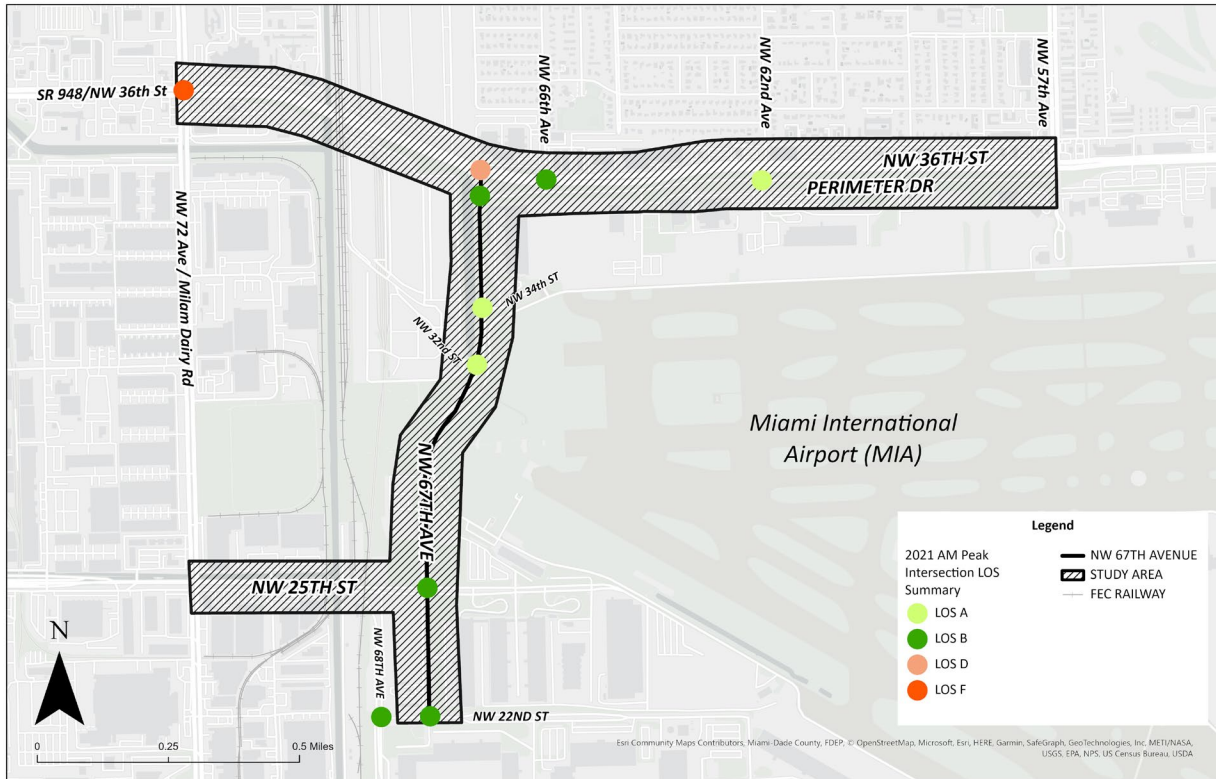 NW 66th Ave
NW 62nd Ave
NW 57th Ave
SR 948/NW 36th St
NW 36TH ST
PERIMETER DR
NW 72 Ave / Milam Dairy Rd
NW 34th ST
NW 32nd ST
Miami International
Airport (MIA)
NW 67TH AVE
NW 25TH ST
NW 68TH AVE
NW 22ND ST
N
0
0.25
0.5 Miles
Legend
2021 AM Peak
Intersection LOS
Summary
LOS A
LOS B
LOS D
LOS F
NW 67TH AVENUE
STUDY AREA
FEC RAILWAY
Esri Community Maps Contributors, Miami-Dade County, FDEP, © OpenStreetMap, Microsoft, Esri, HERE, Garmin, SafeGraph, GeoTechnologies, Inc, METI/NASA,
USGS, EPA, NPS, US Census Bureau, USDA